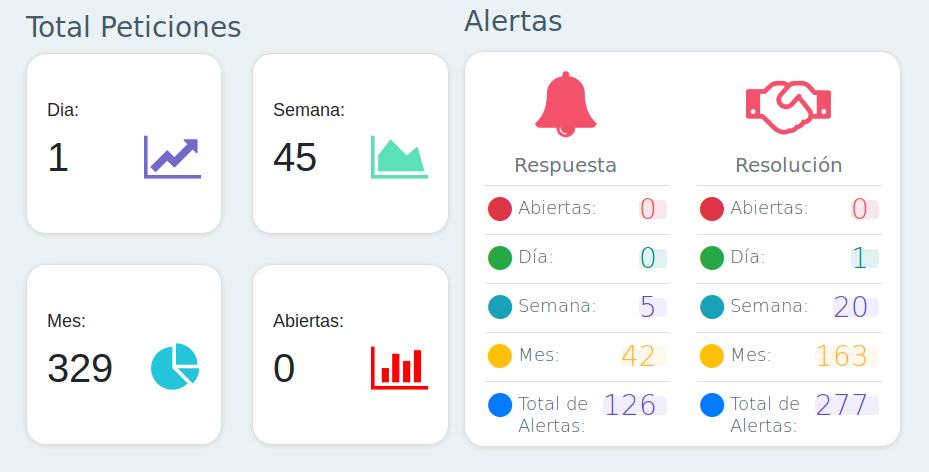 Total Peticiones
Dia:
1
Semana:
45
Mes:
329
Abiertas:
0
Alertas
Respuesta
Abiertas: 0
Día: 0
Semana: 5
Mes: 42
Total de 126
Alertas:
Resolución
Abiertas: 0
Día: 1
Semana: 20
Mes: 163
Total de 277
Alertas: